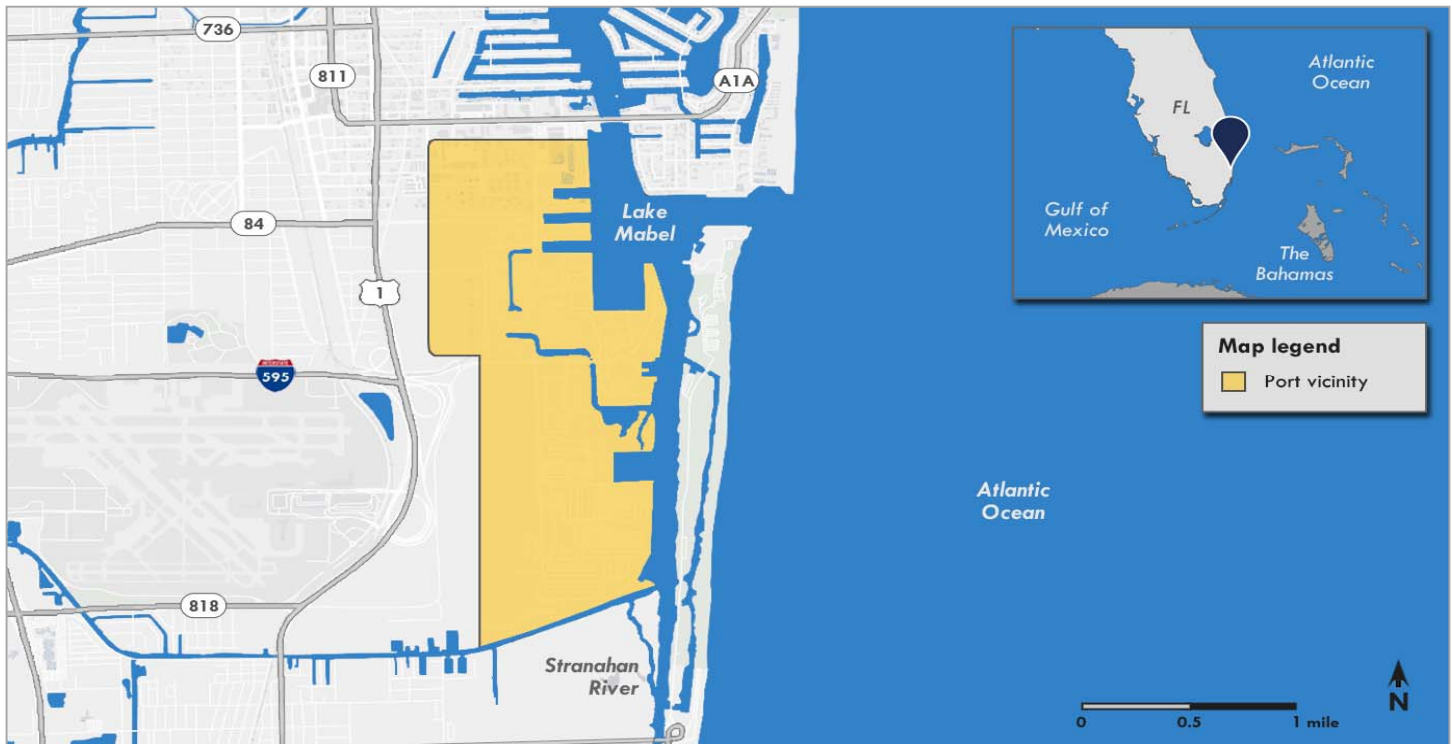 736
811
A1A
Lake
Mabel
84
1
INTERSTATE
595
818
Stranahan
River
Atlantic
Ocean
FL
Atlantic
Ocean
Gulf of
Mexico
The
Bahamas
Map legend
Port vicinity
N
0 0.5 1 mile